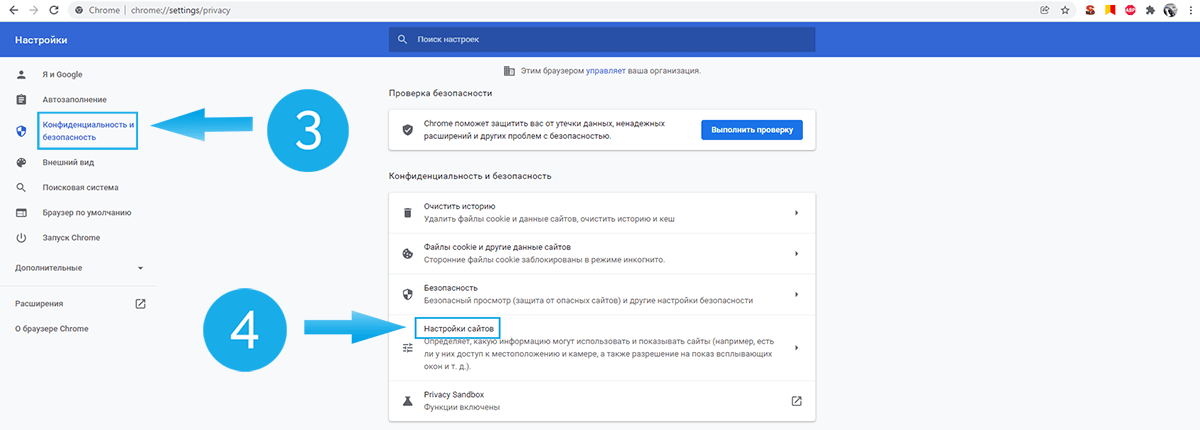 Chrome | chrome://settings/privacy
ABP
Настройки
Поиск настроек
Я и Google
Автозаполнение
Конфиденциальность и
безопасность
Внешний вид
Поисковая система
Браузер по умолчанию
Запуск Chrome
Дополнительные
Расширения
О браузере Chrome
3
4
Этим браузером управляет ваша организация.
Проверка безопасности
Chrome поможет защитить вас от утечки данных, ненадежных
расширений и других проблем с безопасностью.
Выполнить проверку
Конфиденциальность и безопасность
Очистить историю
Удалить файлы cookie и данные сайтов, очистить историю и кеш
Файлы cookie и другие данные сайтов
Сторонние файлы cookie заблокированы в режиме инкогнито.
Безопасность
Безопасный просмотр (защита от опасных сайтов) и другие настройки безопасности
Настройки сайтов
Определяет, какую информацию могут использовать и показывать сайты (например, есть
ли у них доступ к местоположению и камере, а также разрешение на показ всплывающих
окон и т. д.).
Privacy Sandbox
Функции включены